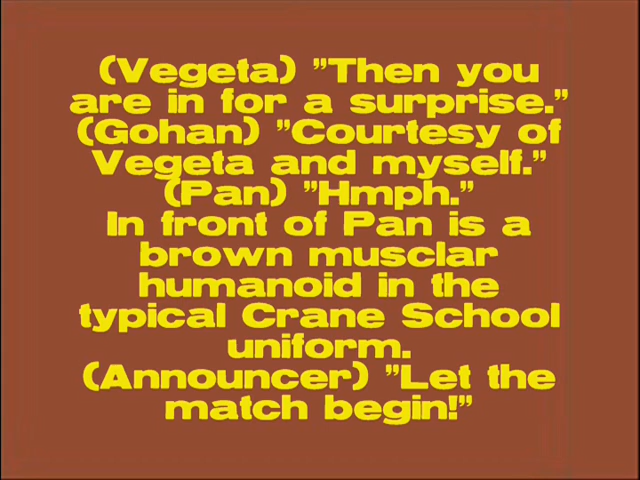 (Vegeta) "Then you
are in for a surprise."
(Gohan) "Courtesy of
Vegeta and myself."
(Pan) "Hmph."
In front of Pan is a
brown musclar
humanoid in the
typical Crane School
uniform.
(Announcer) "Let the
match begin!"